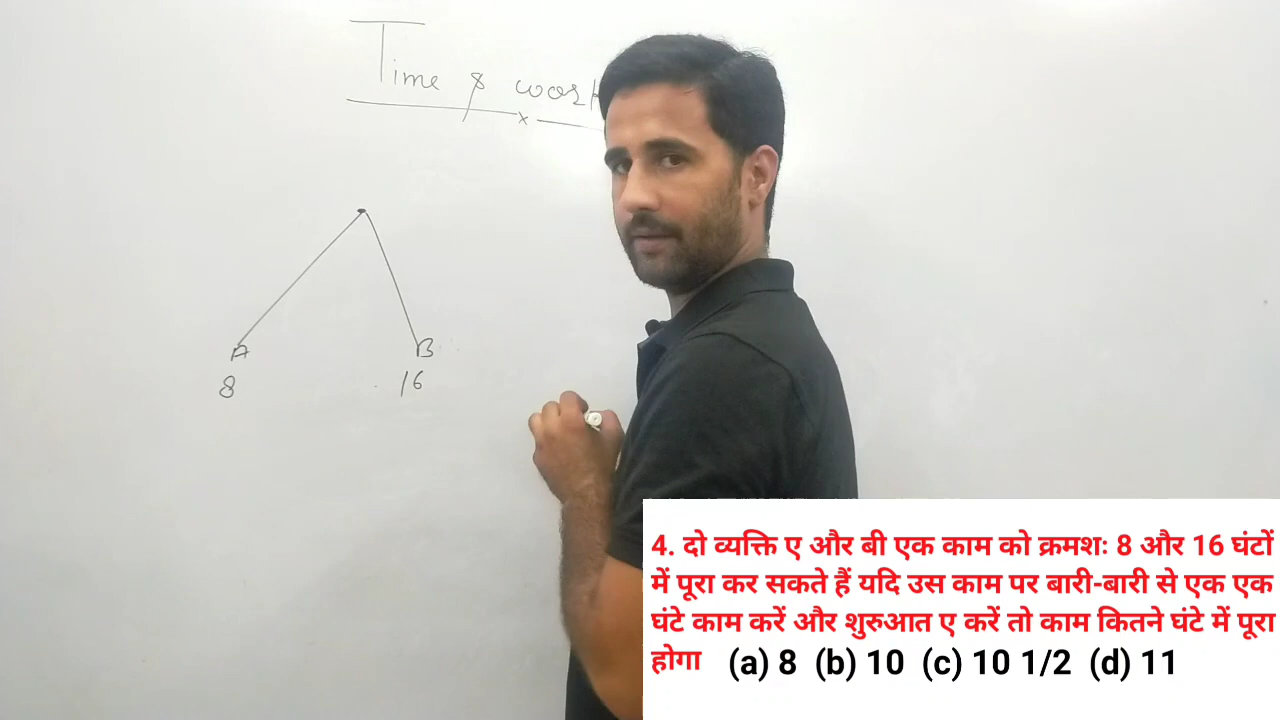 Time & work
A B
8 16
4. दो व्यक्ति ए और बी एक काम को क्रमशः 8 और 16 घंटों
में पूरा कर सकते हैं यदि उस काम पर बारी-बारी से एक एक
घंटे काम करें और शुरुआत ए करें तो काम कितने घंटे में पूरा
होगा (a) 8 (b) 10 (c) 10 1/2 (d) 11